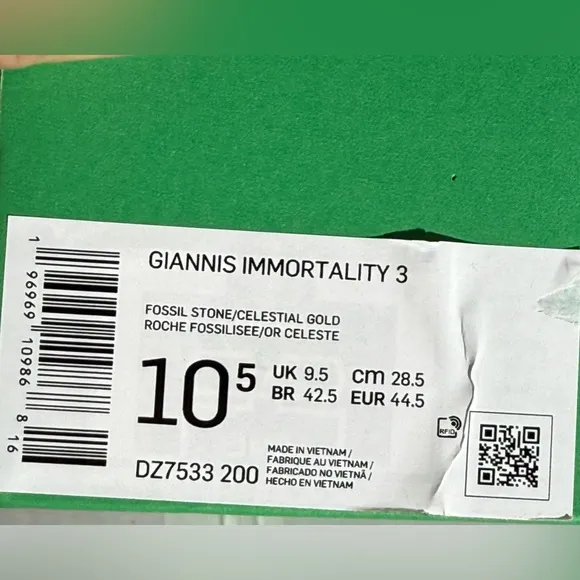 GIANNIS IMMORTALITY 3
FOSSIL STONE/CELESTIAL GOLD
ROCHE FOSSILISEE/OR CELESTE
10⁵
UK 9.5 cm 28.5
BR 42.5 EUR 44.5
DZ7533 200
MADE IN VIETNAM /
FABRIQUE AU VIETNAM /
FABRICADO NO VIETNÃ /
HECHO EN VIETNAM
RFID
1 96969 10986 8 16